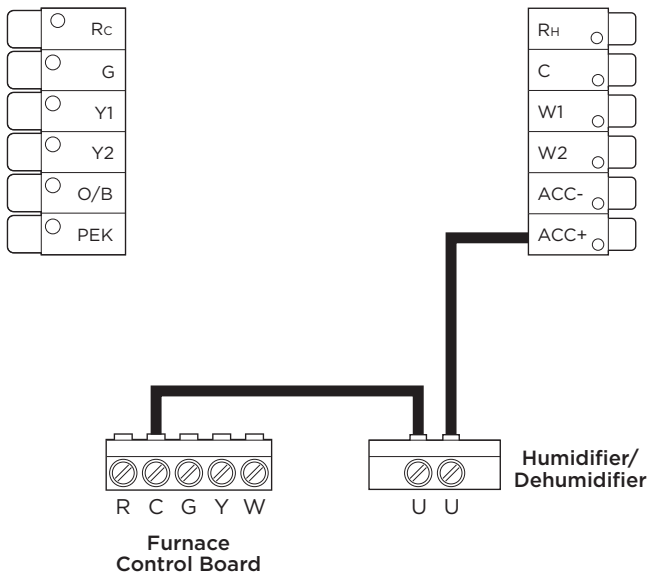 Rc
G
Y1
Y2
O/B
PEK
RH
C
W1
W2
ACC-
ACC+
R C G Y W
Furnace
Control Board
U U
Humidifier/
Dehumidifier